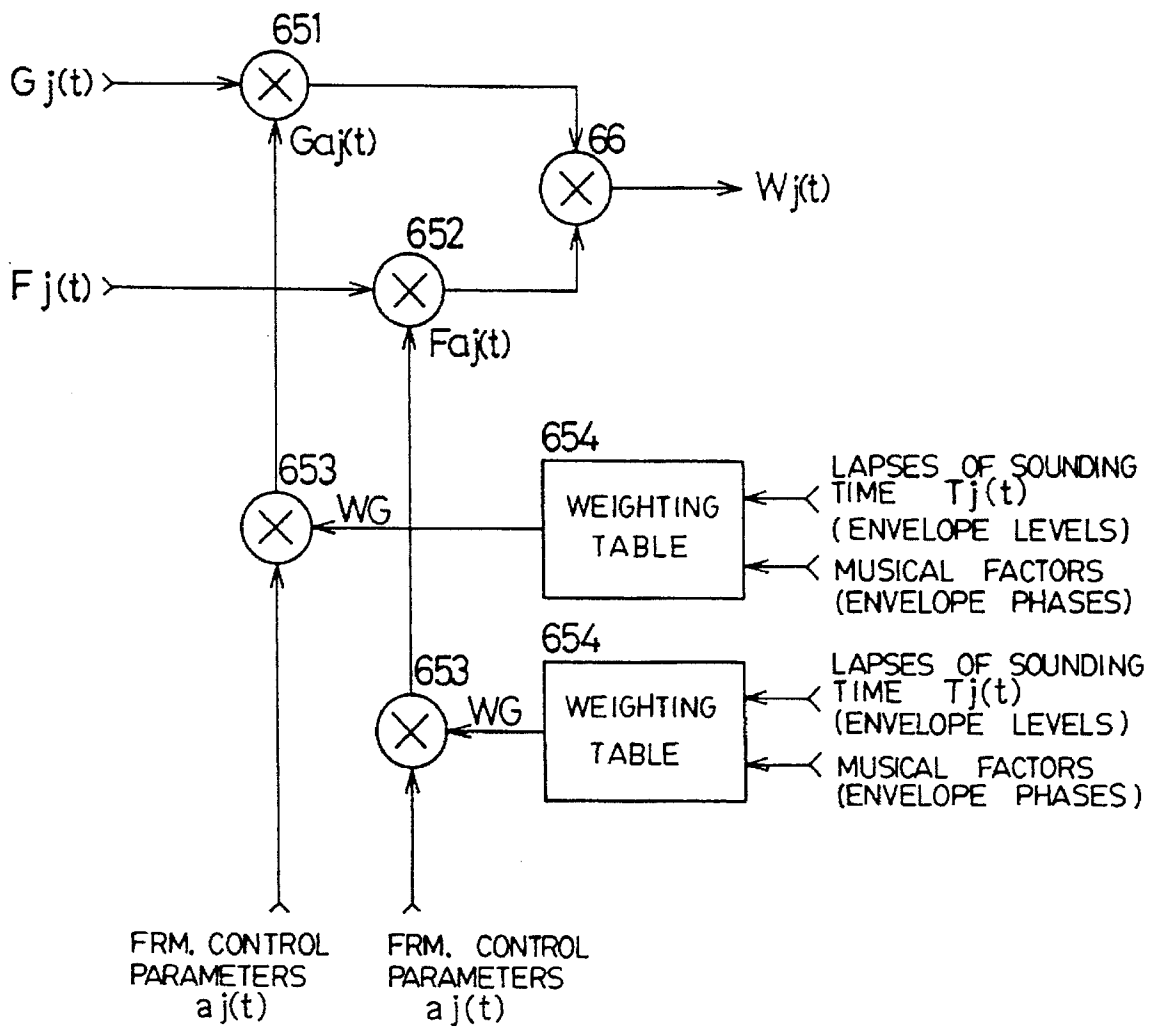 651
Gj(t)
Gaj(t)
66
Wj(t)
652
Fj(t)
Faj(t)
654
653
WG
WEIGHTING
TABLE
LAPSES OF SOUNDING
TIME Tj(t)
(ENVELOPE LEVELS)
MUSICAL FACTORS
(ENVELOPE PHASES)
654
653
WG
WEIGHTING
TABLE
LAPSES OF SOUNDING
TIME Tj(t)
(ENVELOPE LEVELS)
MUSICAL FACTORS
(ENVELOPE PHASES)
FRM. CONTROL
PARAMETERS
aj(t)
FRM. CONTROL
PARAMETERS
aj(t)